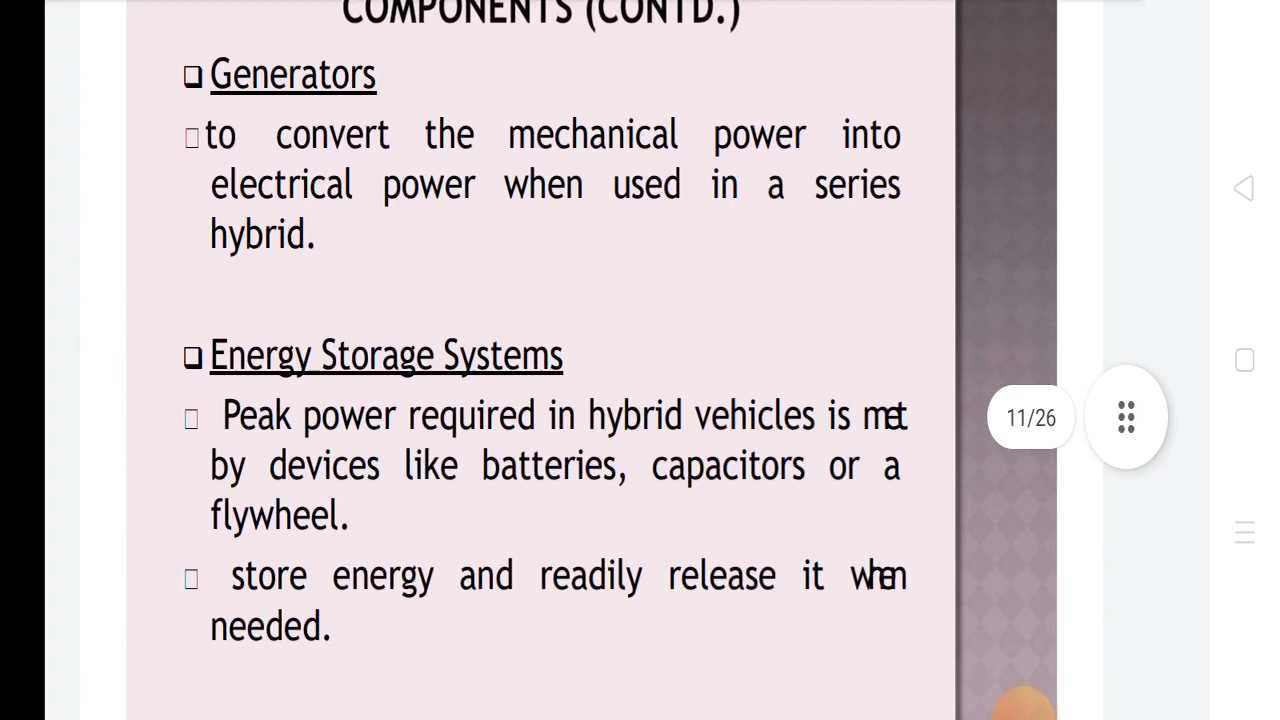 COMPONENTS (CONTD.)
Generators
to convert the mechanical power into
electrical power when used in a series
hybrid.
Energy Storage Systems
Peak power required in hybrid vehicles is met
by devices like batteries, capacitors or a
flywheel.
11/26
store energy and readily release it when
needed.